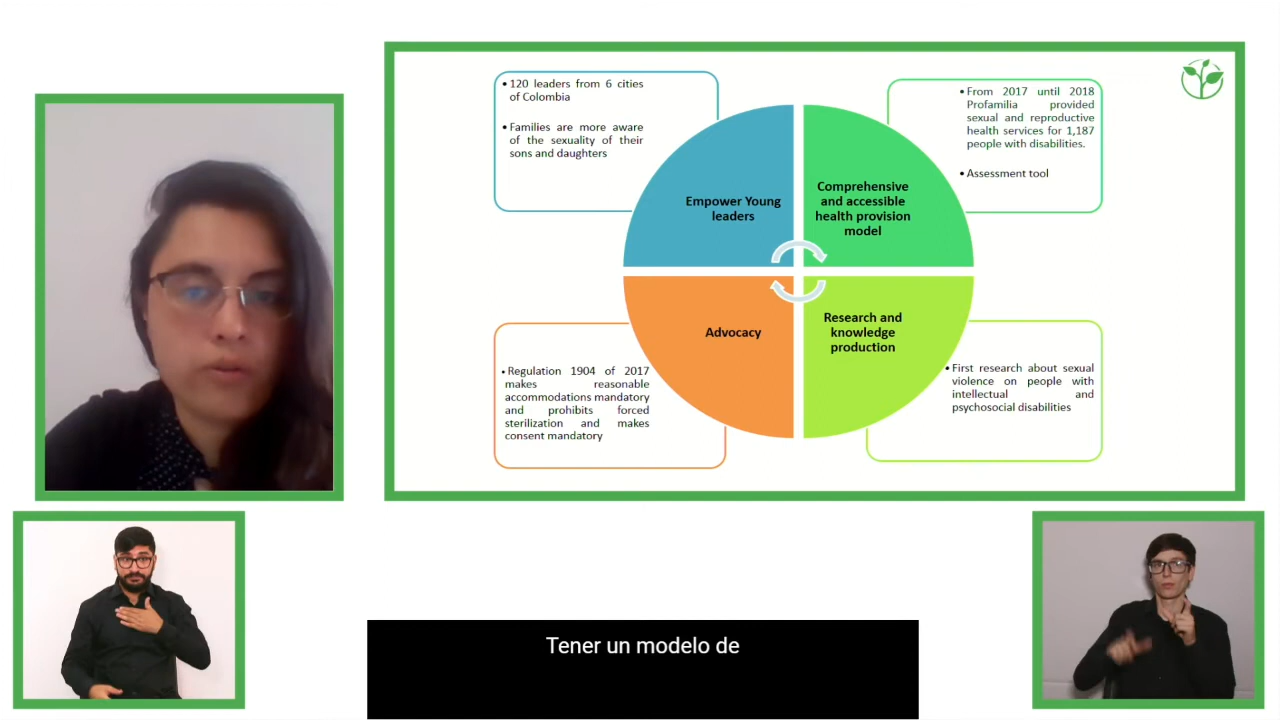 • 120 leaders from 6 cities
of Colombia
• Families are more aware
of the sexuality of their
sons and daughters
• From 2017 until 2018
Profamilia provided
sexual and reproductive
health services for 1,187
people with disabilities.
• Assessment tool
Empower Young
leaders
Comprehensive
and accessible
health provision
model
Advocacy
Research and
knowledge
production
• Regulation 1904 of 2017
makes reasonable
accommodations mandatory
and prohibits forced
sterilization and makes
consent mandatory
• First research about sexual
violence on people with
intellectual and
psychosocial disabilities
Tener un modelo de